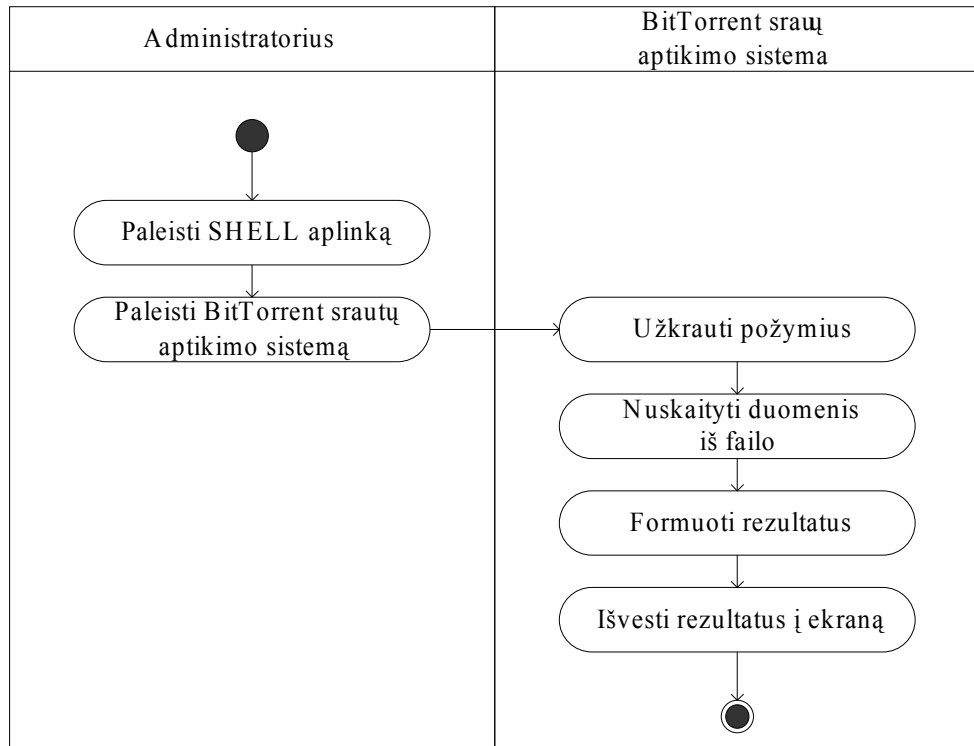 Administratorius
BitTorrent srauų
aptikimo sistema
Paleisti SHELL aplinką
Paleisti BitTorrent srautų
aptikimo sistemą
Užkrauti požymius
Nuskaityti duomenis
iš failo
Formuoti rezultatus
Išvesti rezultatus į ekraną